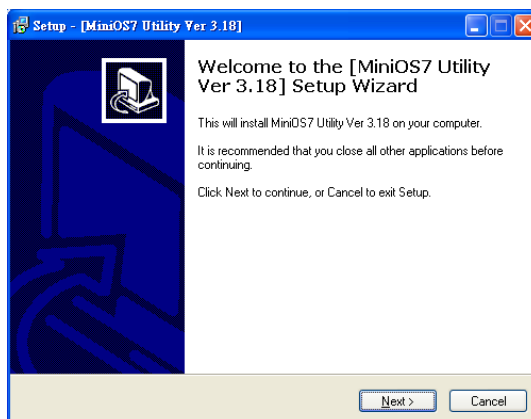 Setup - [MiniOS7 Utility Ver 3.18]
Welcome to the [MiniOS7 Utility
Ver 3.18] Setup Wizard
This will install MiniOS7 Utility Ver 3.18 on your computer.
It is recommended that you close all other applications before
continuing.
Click Next to continue, or Cancel to exit Setup.
Next >
Cancel